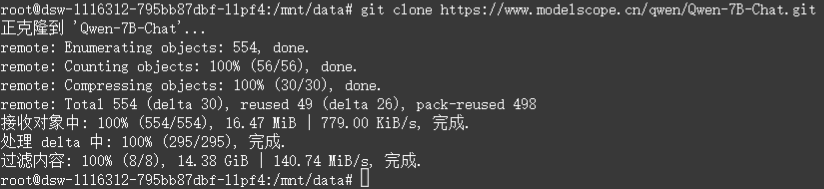 root@dsw-1116312-795bb87dbf-11pf4:/mnt/data# git clone https://www.modelscope.cn/qwen/Qwen-7B-Chat.git
正克隆到 'Qwen-7B-Chat'...
remote: Enumerating objects: 554, done.
remote: Counting objects: 100% (56/56), done.
remote: Compressing objects: 100% (30/30), done.
remote: Total 554 (delta 30), reused 49 (delta 26), pack-reused 498
接收对象中: 100% (554/554), 16.47 MiB | 779.00 KiB/s, 完成.
处理 delta 中: 100% (295/295), 完成.
过滤内容: 100% (8/8), 14.38 GiB | 140.74 MiB/s, 完成.
root@dsw-1116312-795bb87dbf-11pf4:/mnt/data#